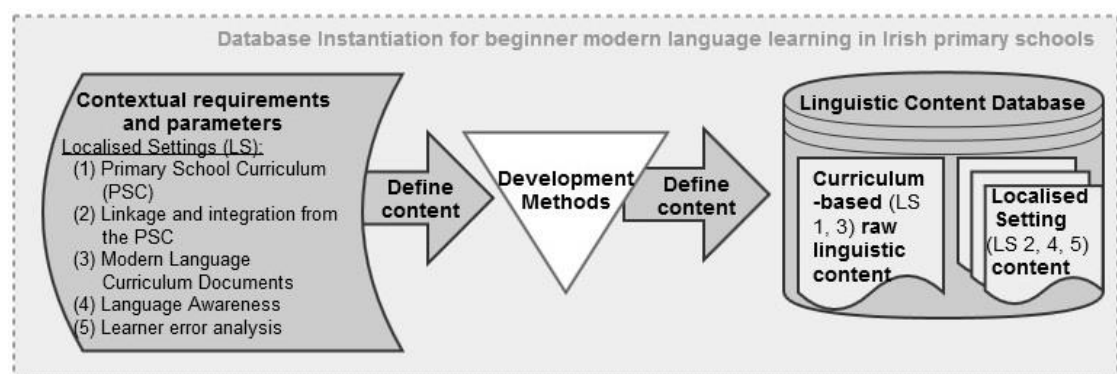 Database Instantiation for beginner modern language learning in Irish primary schools
Contextual requirements
and parameters
Localised Settings (LS):
(1) Primary School Curriculum
(PSC)
(2) Linkage and integration from
the PSC
(3) Modern Language
Curriculum Documents
(4) Language Awareness
(5) Learner error analysis
Define
content
Development
Methods
Define
content
Linguistic Content Database
Curriculum
-based (LS
1, 3) raw
linguistic
content
Localised
Setting
(LS 2, 4, 5)
content